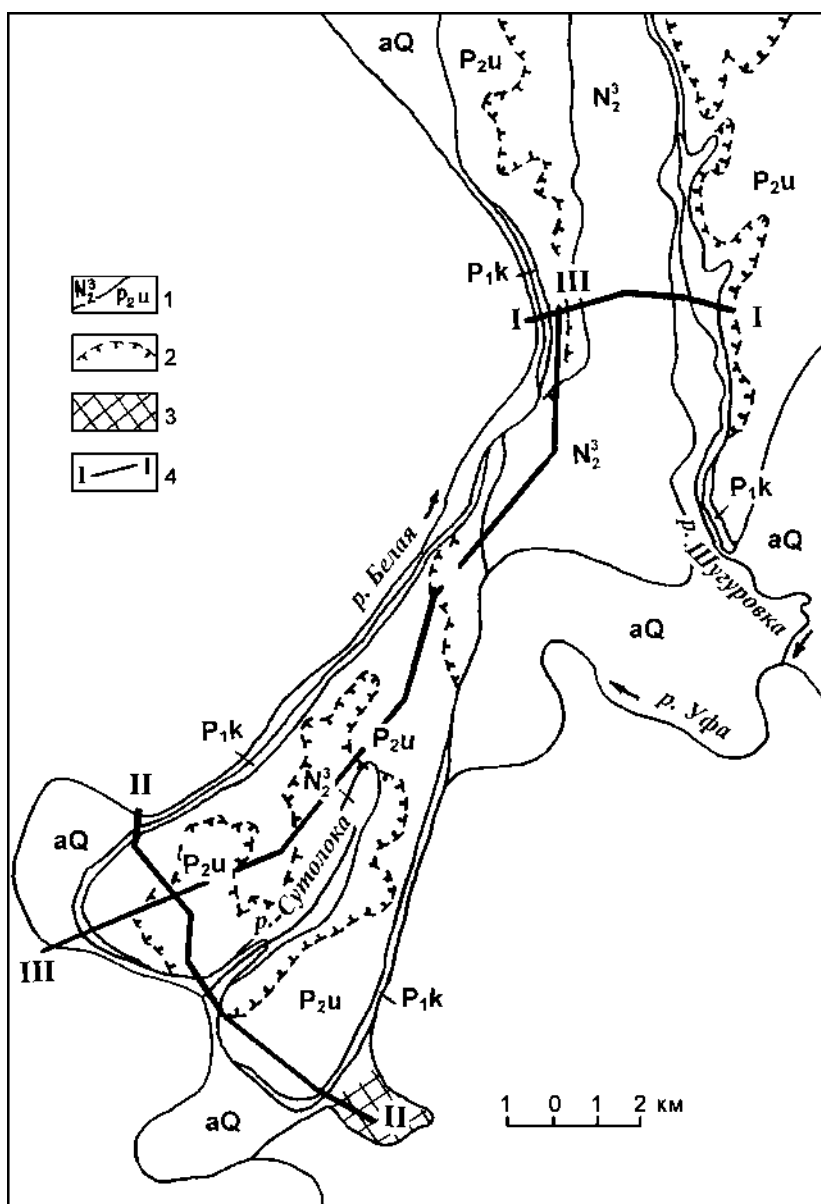 aQ
P₂u
N₂³
P₂u
P₁k
III
I
I
N₂³ P₂u 1
2
3
I I 4
N₂³
P₁k
р. Белая
р. Шугуровка
aQ
aQ
р. Уфа
P₁k
P₂u
II
N₂³
aQ
P₂u
р. Сутолока
III
P₂u
P₁k
II
aQ
1 0 1 2 км